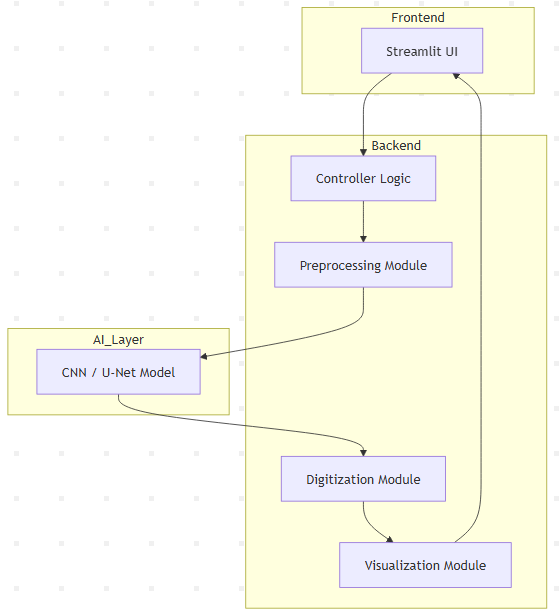 Frontend
Streamlit UI
Backend
Controller Logic
Preprocessing Module
AI_Layer
CNN / U-Net Model
Digitization Module
Visualization Module